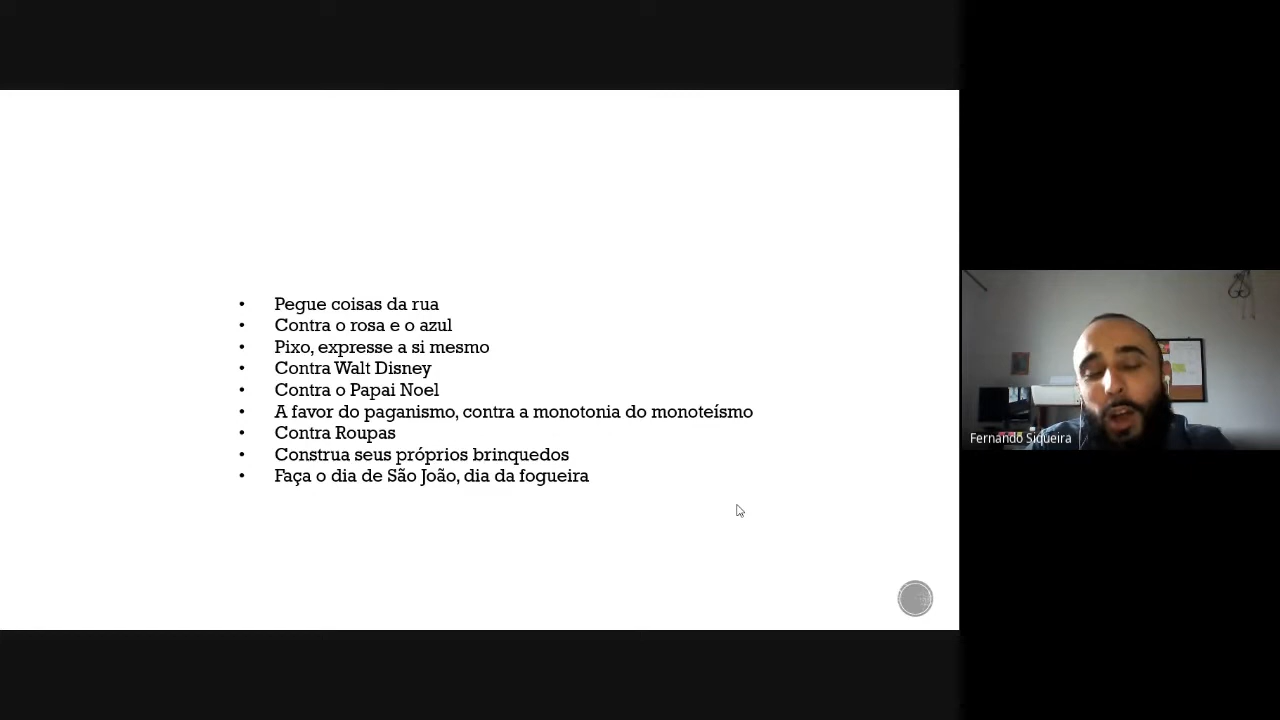 • Pegue coisas da rua
• Contra o rosa e o azul
• Pixo, expresse a si mesmo
• Contra Walt Disney
• Contra o Papai Noel
• A favor do paganismo, contra a monotonia do monoteísmo
• Contra Roupas
• Construa seus próprios brinquedos
• Faça o dia de São João, dia da fogueira
Fernando Siqueira